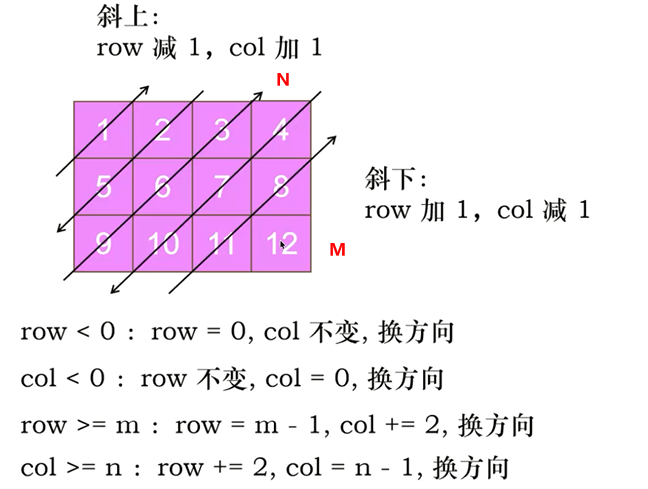 斜上：
row 减 1，col 加 1
N
1 2 3 4
5 6 7 8
9 10 11 12
斜下：
row 加 1，col 减 1
M
row < 0 : row = 0, col 不变, 换方向
col < 0 : row 不变, col = 0, 换方向
row >= m : row = m - 1, col += 2, 换方向
col >= n : row += 2, col = n - 1, 换方向